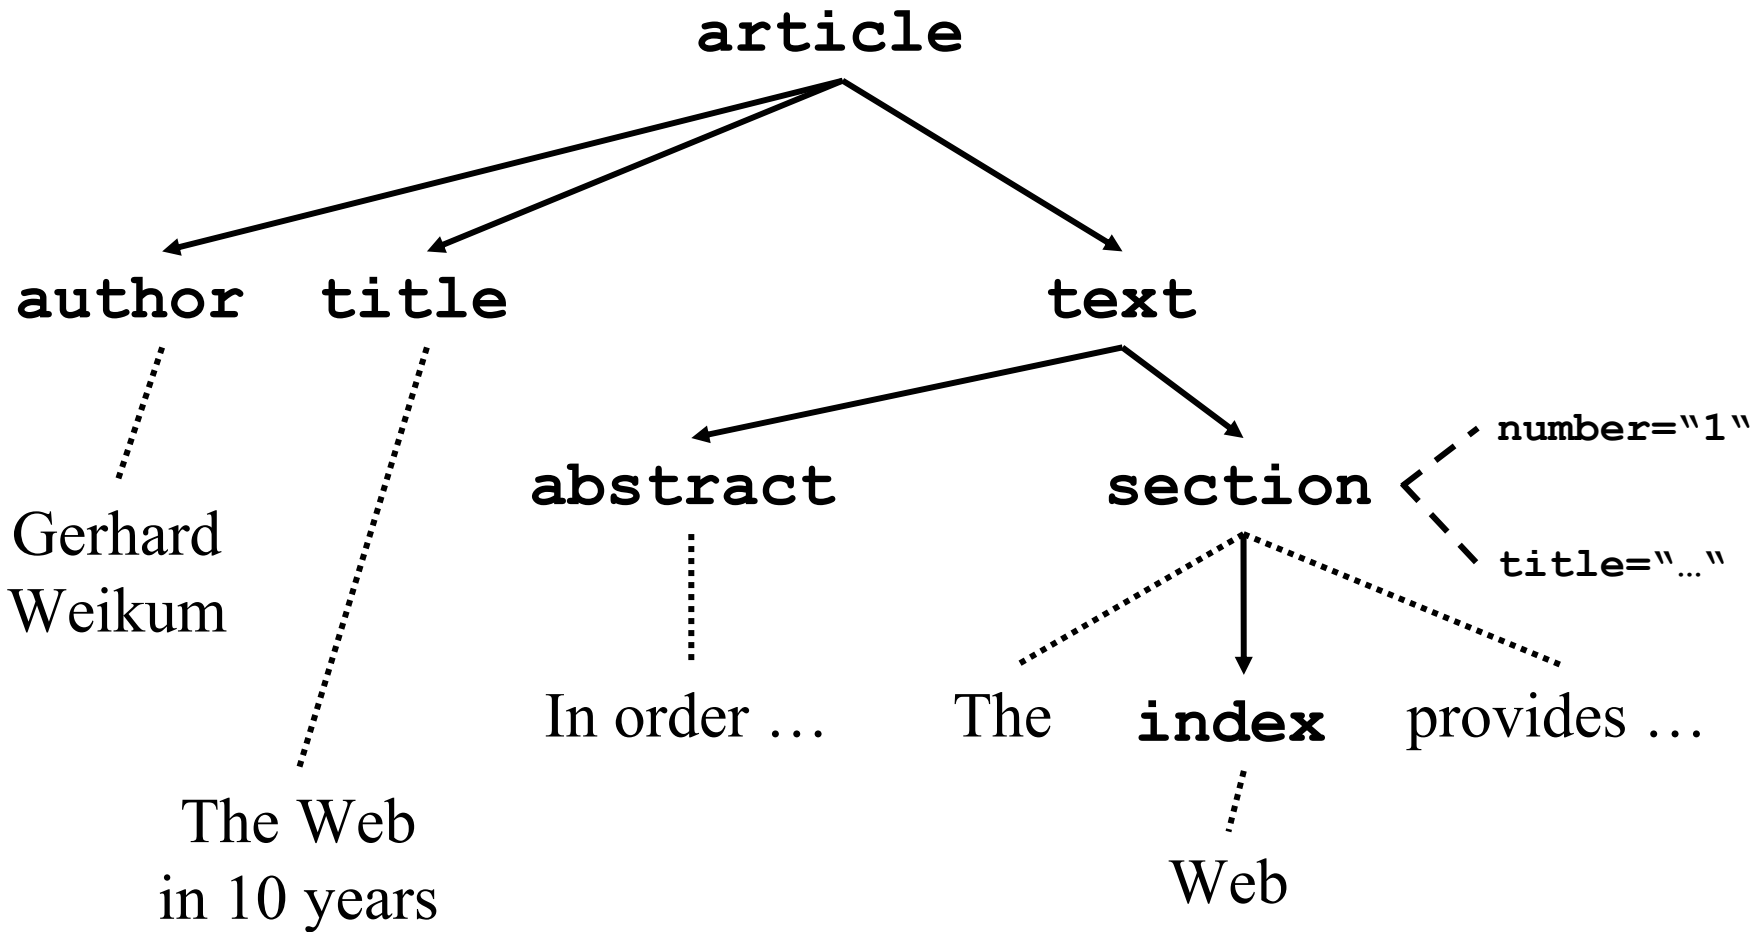 article
author title text
number=“1“
abstract section
title=“…“
Gerhard
Weikum
In order … The index provides …
The Web
in 10 years
Web